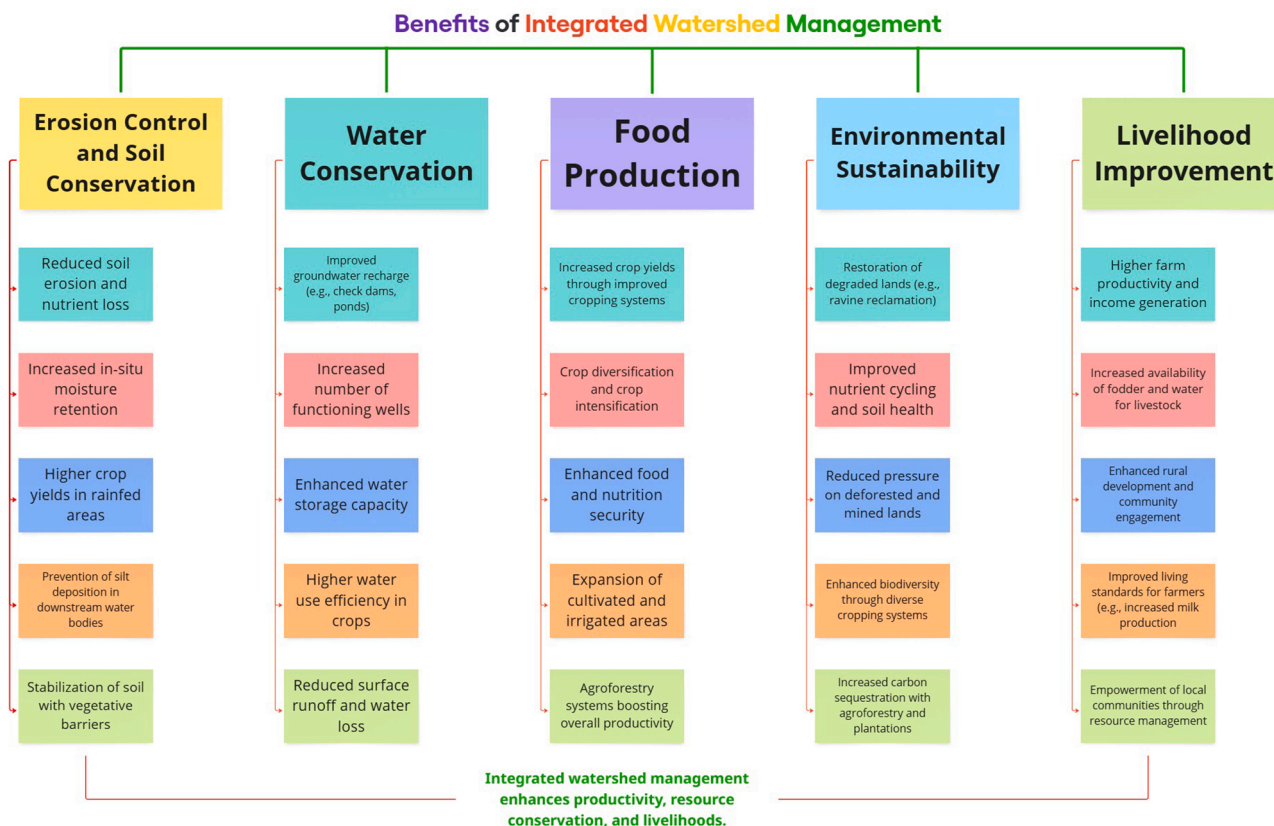 Benefits of Integrated Watershed Management
Erosion Control
and Soil
Conservation
Reduced soil
erosion and
nutrient loss
Increased in-situ
moisture
retention
Higher crop
yields in rainfed
areas
Prevention of silt
deposition in
downstream water
bodies
Stabilization of soil
with vegetative
barriers
Water
Conservation
Improved
groundwater recharge
(e.g., check dams,
ponds)
Increased
number of
functioning wells
Enhanced water
storage capacity
Higher water
use efficiency in
crops
Reduced surface
runoff and water
loss
Food
Production
Increased crop yields
through improved
cropping systems
Crop diversification
and crop
intensification
Enhanced food
and nutrition
security
Expansion of
cultivated and
irrigated areas
Agroforestry
systems boosting
overall productivity
Environmental
Sustainability
Restoration of
degraded lands (e.g.,
ravine reclamation)
Improved
nutrient cycling
and soil health
Reduced pressure
on deforested and
mined lands
Enhanced biodiversity
through diverse
cropping systems
Increased carbon
sequestration with
agroforestry and
plantations
Livelihood
Improvement
Higher farm
productivity and
income generation
Increased availability
of fodder and water
for livestock
Enhanced rural
development and
community
engagement
Improved living
standards for farmers
(e.g., increased milk
production
Empowerment of local
communities through
resource management
Integrated watershed management
enhances productivity, resource
conservation, and livelihoods.